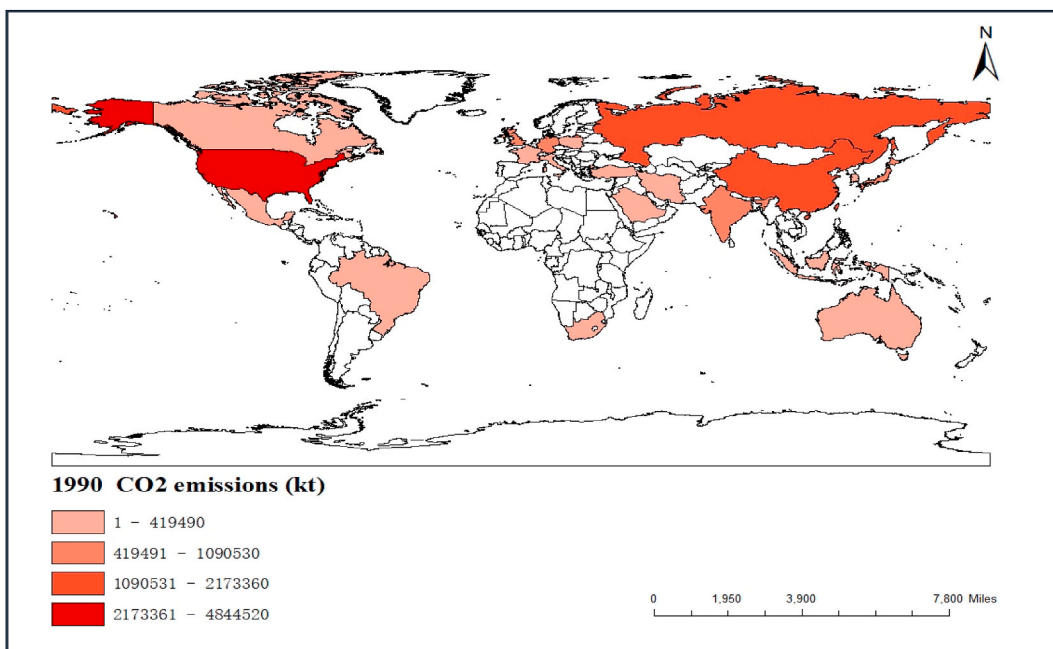 N
1990 CO2 emissions (kt)
1 - 419490
419491 - 1090530
1090531 - 2173360
2173361 - 4844520
0 1,950 3,900 7,800 Miles